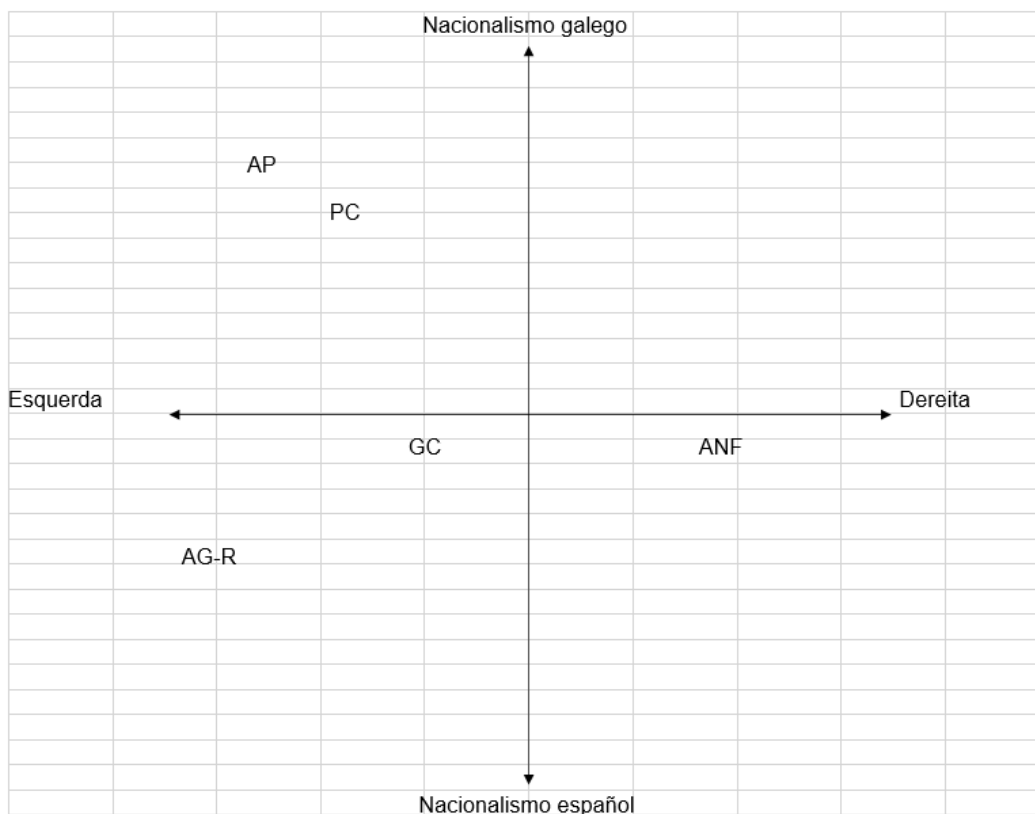 Nacionalismo galego
AP
PC
Esquerda
Dereita
GC
ANF
AG-R
Nacionalismo español